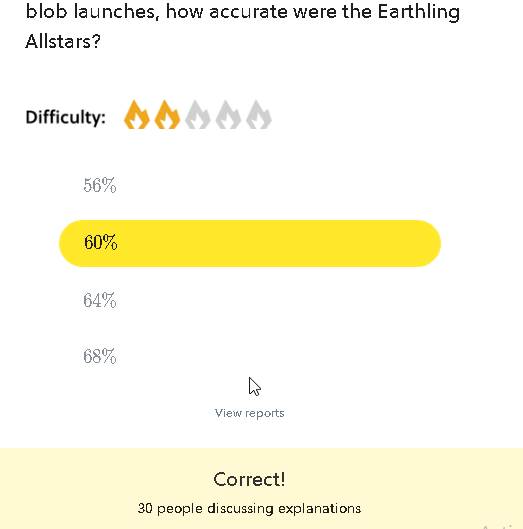 blob launches, how accurate were the Earthling
Allstars?
Difficulty:
56%
60%
64%
68%
View reports
Correct!
30 people discussing explanations